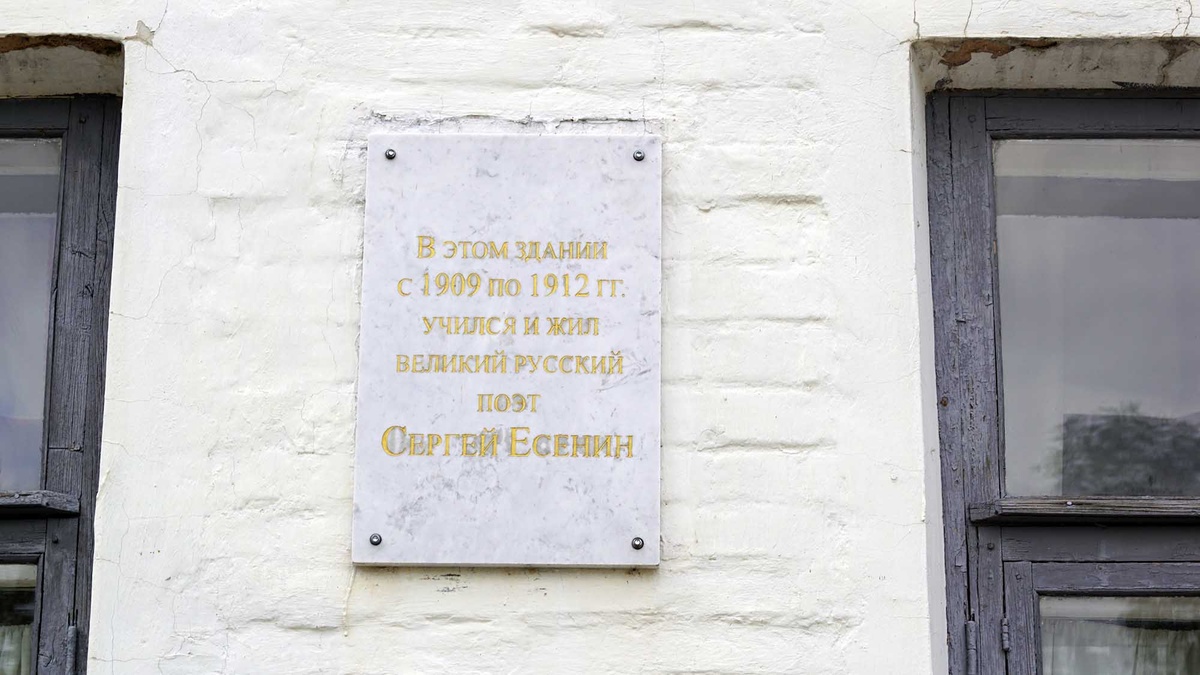 В этом здании
с 1909 по 1912 гг.
учился и жил
великий русский
поэт
Сергей Есенин